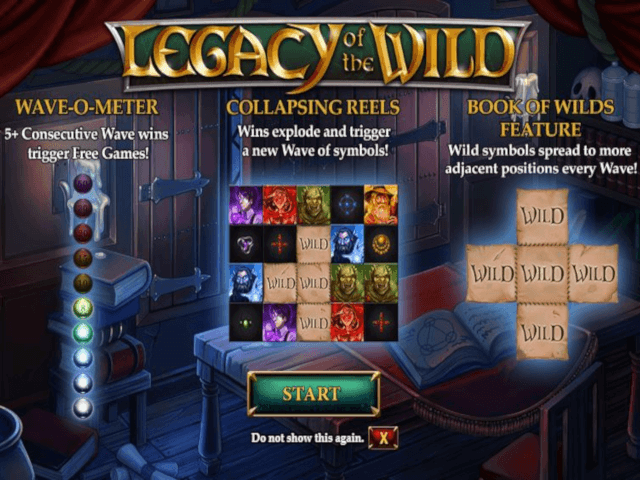 LEGACY of the WILD
WAVE-O-METER
5+ Consecutive Wave wins
trigger Free Games!
COLLAPSING REELS
Wins explode and trigger
a new Wave of symbols!
WILD
WILD WILD
WILD
BOOK OF WILDS
FEATURE
Wild symbols spread to more
adjacent positions every Wave!
WILD
WILD WILD WILD
WILD
START
Do not show this again. X